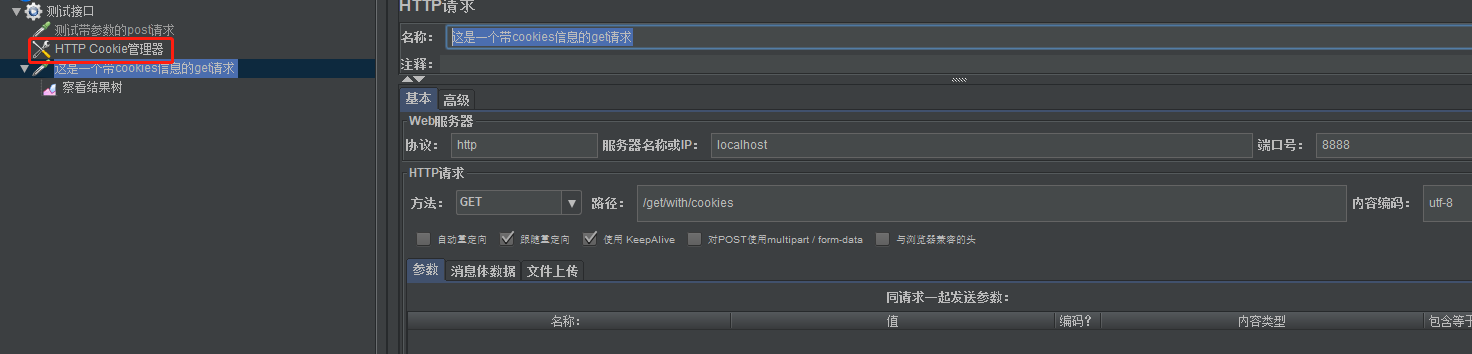 测试接口
测试带参数的post请求
HTTP Cookie管理器
这是一个带cookies信息的get请求
察看结果树
HTTP请求
名称： 这是一个带cookies信息的get请求
注释：
基本 高级
Web服务器
协议： http 服务器名称或IP： localhost 端口号： 8888
HTTP请求
方法： GET 路径： /get/with/cookies 内容编码： utf-8
自动重定向 跟随重定向 使用 KeepAlive 对POST使用multipart / form-data 与浏览器兼容的头
参数 消息体数据 文件上传
同请求一起发送参数：
名称： 值 编码？ 内容类型 包含等于